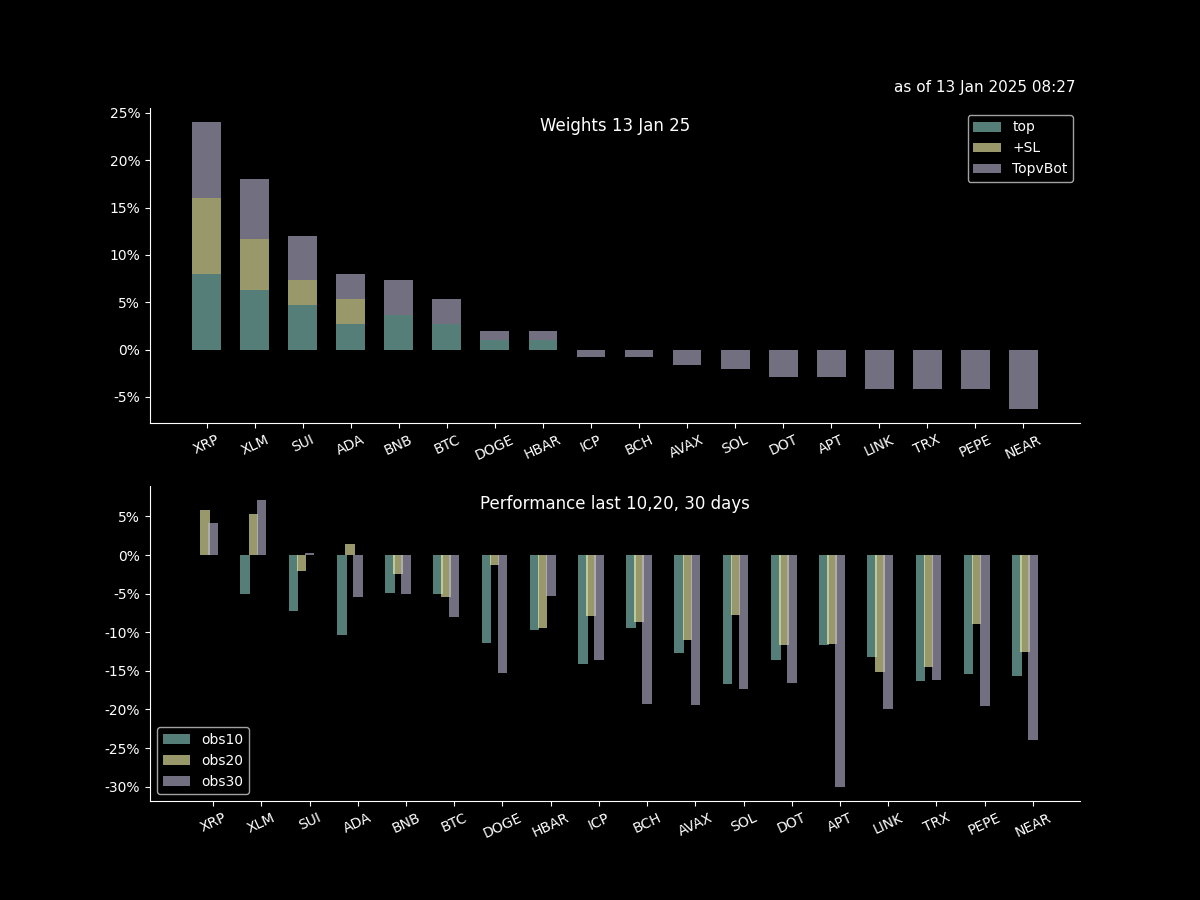 as of 13 Jan 2025 08:27
Weights 13 Jan 25
top
+SL
TopvBot
25%
20%
15%
10%
5%
0%
-5%
XRP XLM SUI ADA BNB BTC DOGE HBAR ICP BCH AVAX SOL DOT APT LINK TRX PEPE NEAR
Performance last 10,20, 30 days
5%
0%
-5%
-10%
-15%
-20%
-25%
-30%
obs10
obs20
obs30
XRP XLM SUI ADA BNB BTC DOGE HBAR ICP BCH AVAX SOL DOT APT LINK TRX PEPE NEAR